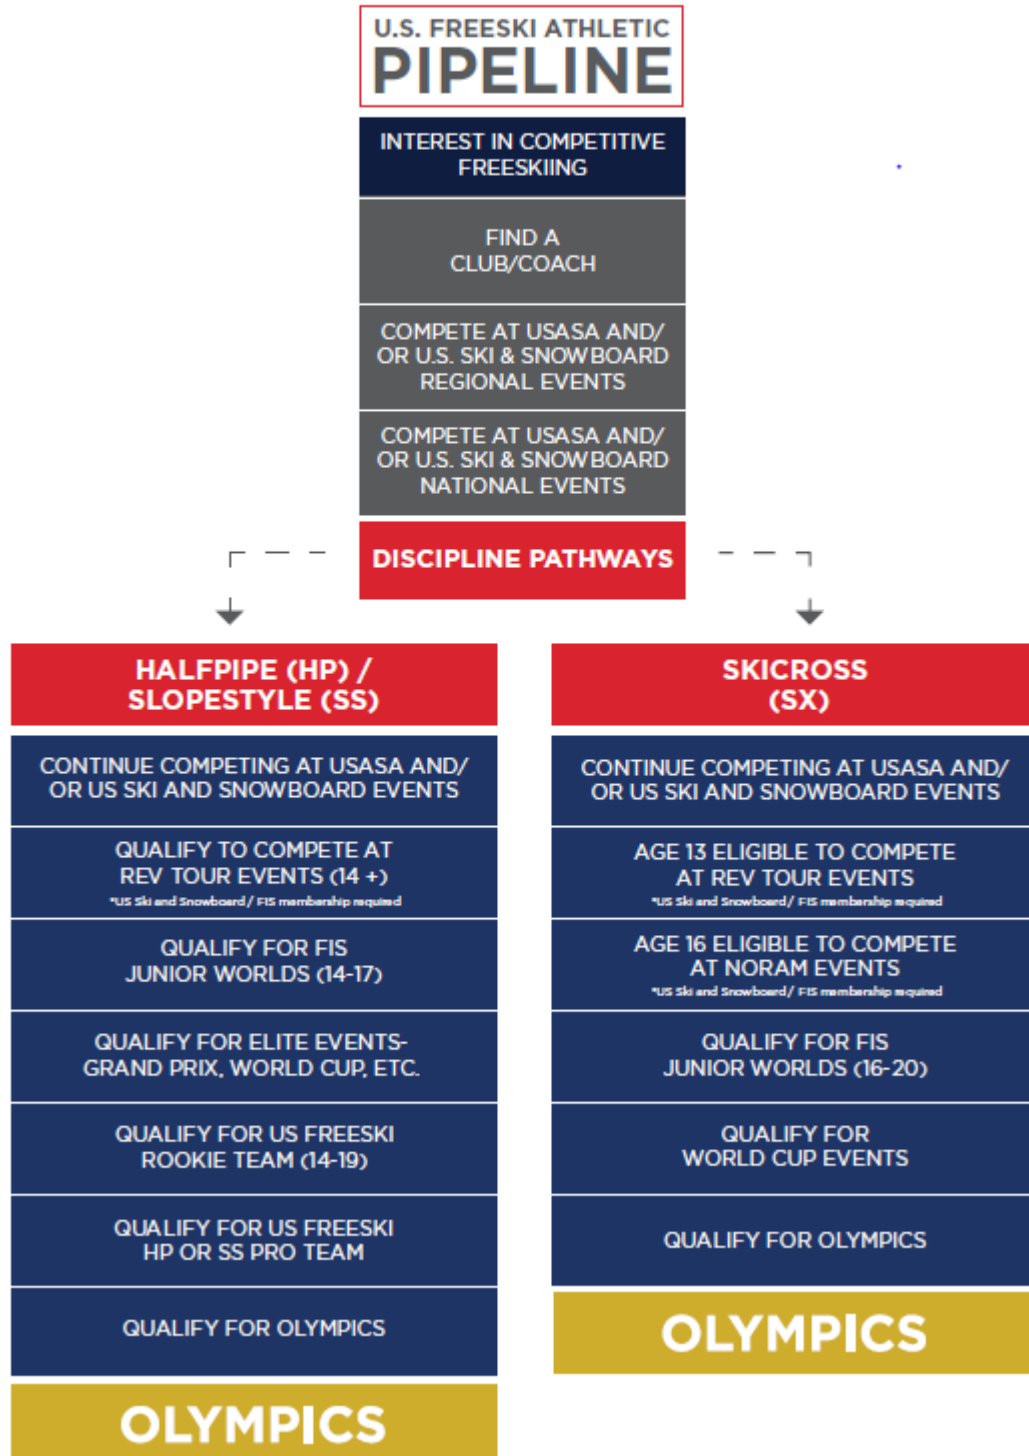 U.S. FREESKI ATHLETIC
PIPELINE
INTEREST IN COMPETITIVE
FREESKIING
FIND A
CLUB/COACH
COMPETE AT USASA AND/
OR U.S. SKI & SNOWBOARD
REGIONAL EVENTS
COMPETE AT USASA AND/
OR U.S. SKI & SNOWBOARD
NATIONAL EVENTS
DISCIPLINE PATHWAYS
HALFPIPE (HP) /
SLOPESTYLE (SS)
CONTINUE COMPETING AT USASA AND/
OR US SKI AND SNOWBOARD EVENTS
QUALIFY TO COMPETE AT
REV TOUR EVENTS (14 +)
*US Ski and Snowboard / FIS membership required
QUALIFY FOR FIS
JUNIOR WORLDS (14-17)
QUALIFY FOR ELITE EVENTS-
GRAND PRIX, WORLD CUP, ETC.
QUALIFY FOR US FREESKI
ROOKIE TEAM (14-19)
QUALIFY FOR US FREESKI
HP OR SS PRO TEAM
QUALIFY FOR OLYMPICS
OLYMPICS
SKICROSS
(SX)
CONTINUE COMPETING AT USASA AND/
OR US SKI AND SNOWBOARD EVENTS
AGE 13 ELIGIBLE TO COMPETE
AT REV TOUR EVENTS
*US Ski and Snowboard / FIS membership required
AGE 16 ELIGIBLE TO COMPETE
AT NORAM EVENTS
*US Ski and Snowboard / FIS membership required
QUALIFY FOR FIS
JUNIOR WORLDS (16-20)
QUALIFY FOR
WORLD CUP EVENTS
QUALIFY FOR OLYMPICS
OLYMPICS